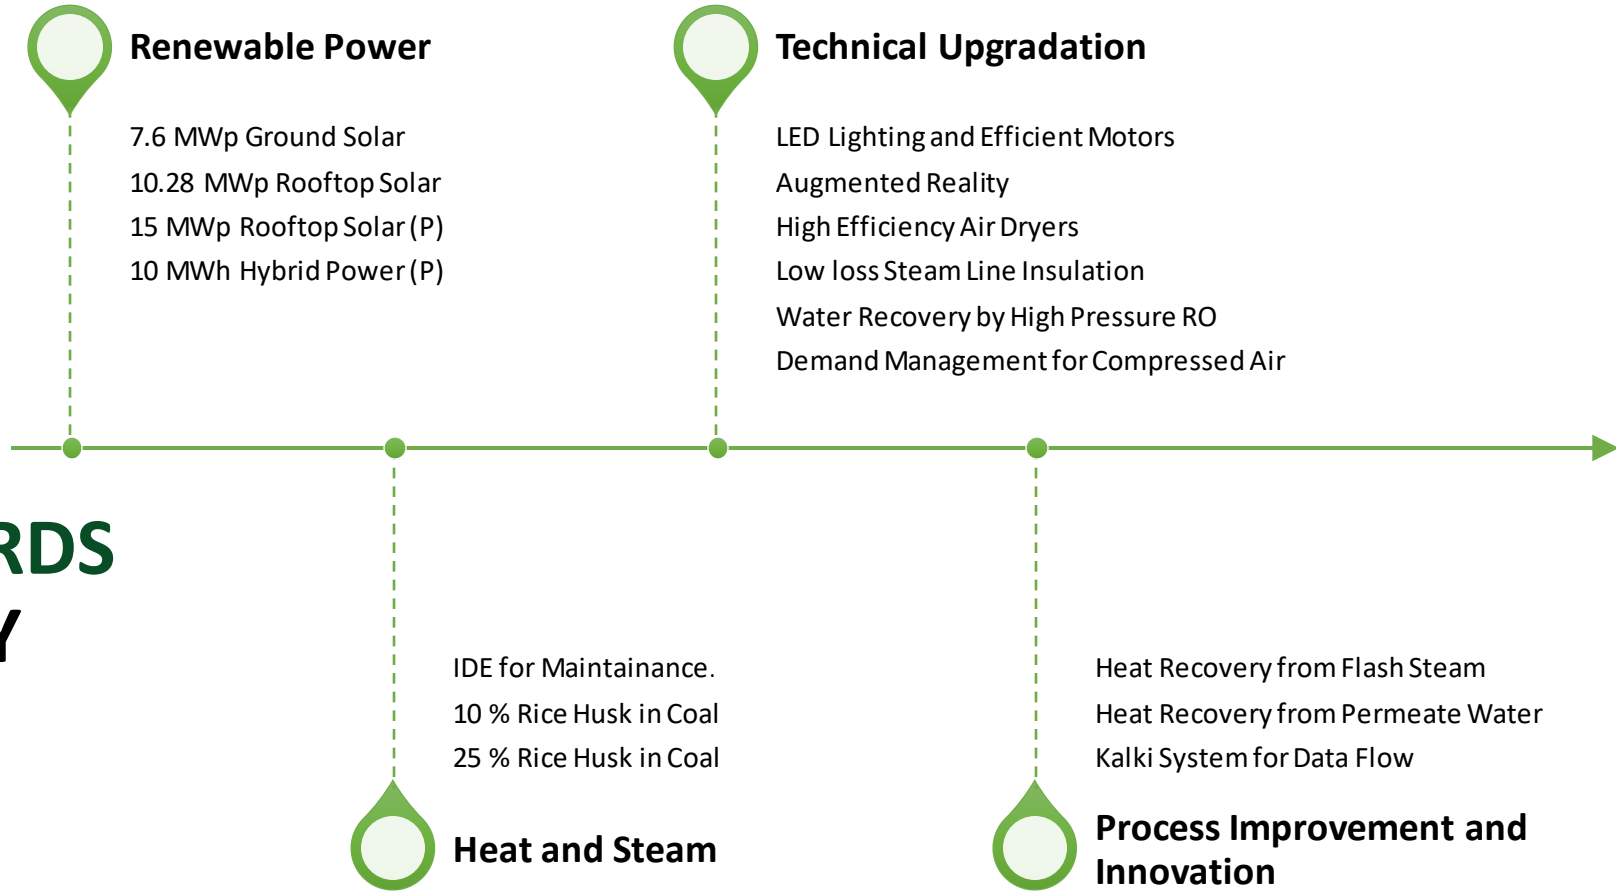 Renewable Power
7.6 MWp Ground Solar
10.28 MWp Rooftop Solar
15 MWp Rooftop Solar (P)
10 MWh Hybrid Power (P)
Technical Upgradation
LED Lighting and Efficient Motors
Augmented Reality
High Efficiency Air Dryers
Low loss Steam Line Insulation
Water Recovery by High Pressure RO
Demand Management for Compressed Air
RDS
Y
IDE for Maintainance.
10 % Rice Husk in Coal
25 % Rice Husk in Coal
Heat and Steam
Heat Recovery from Flash Steam
Heat Recovery from Permeate Water
Kalki System for Data Flow
Process Improvement and
Innovation